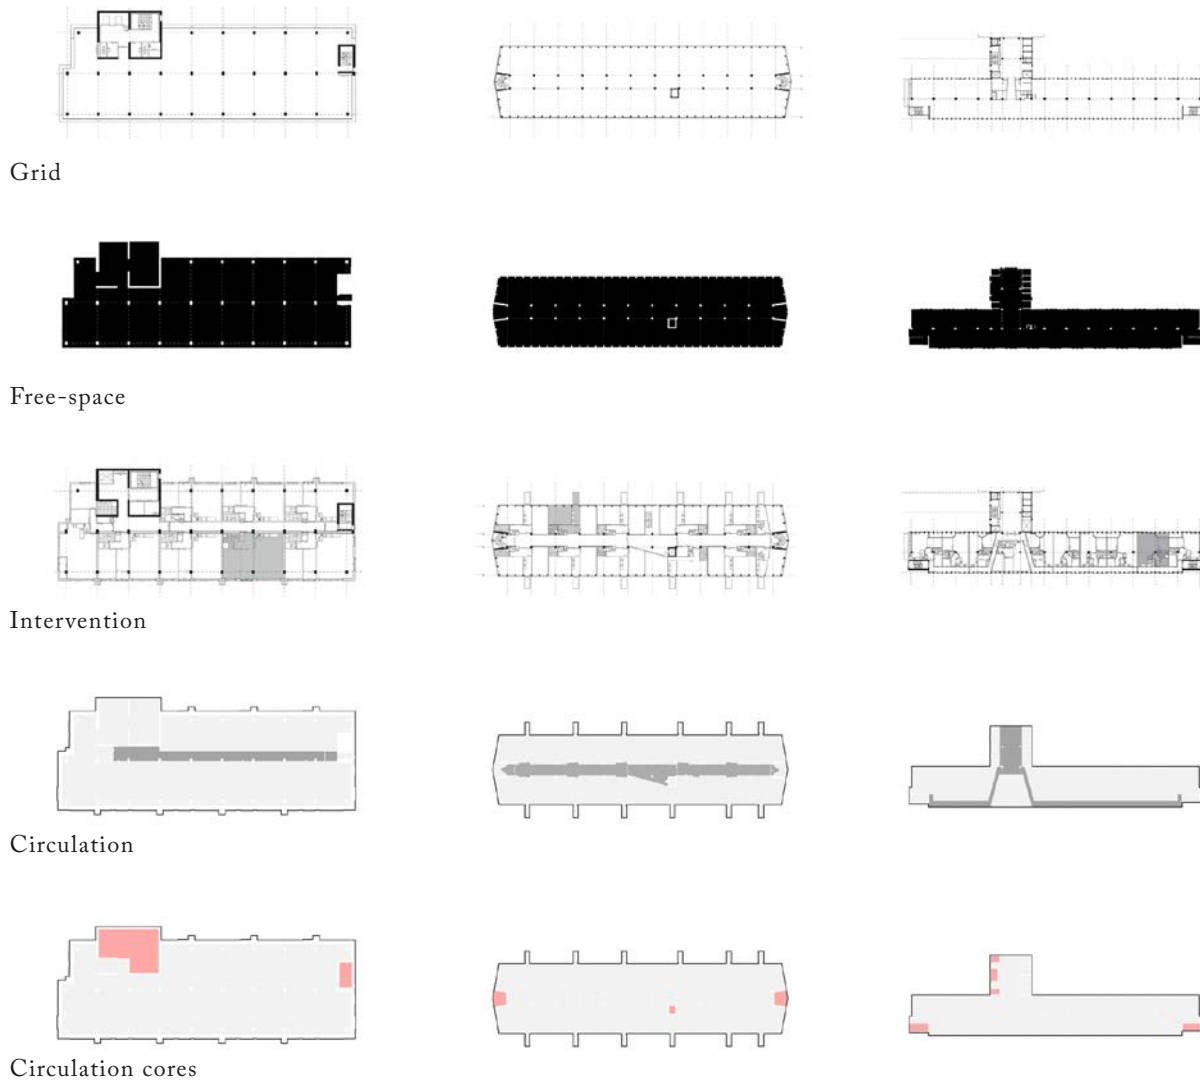 Grid
Free-space
Intervention
Circulation
Circulation cores